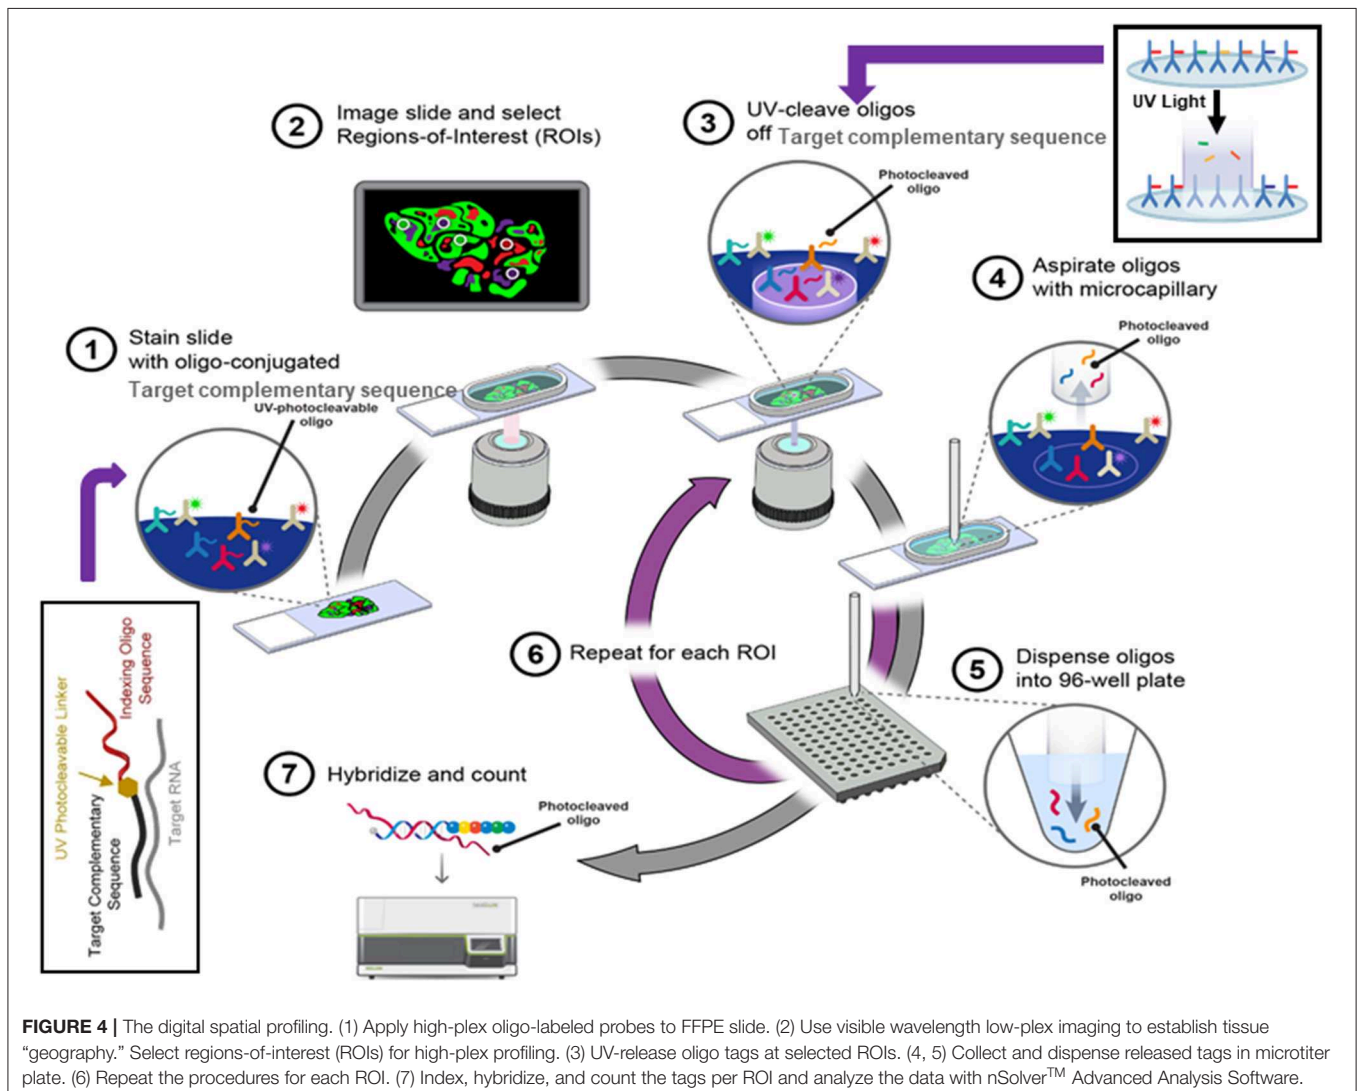 UV Light
3
UV-cleave oligos
off Target complementary sequence
Photocleaved
oligo
2
Image slide and select
Regions-of-Interest (ROIs)
4
Aspirate oligos
with microcapillary
Photocleaved
oligo
1
Stain slide
with oligo-conjugated
Target complementary sequence
UV-photocleavable
oligo
UV Photocleavable Linker
Indexing Oligo
Sequence
Target Complementary
Sequence
Target RNA
6
Repeat for each ROI
5
Dispense oligos
into 96-well plate
Photocleaved
oligo
7
Hybridize and count
Photocleaved
oligo
FIGURE 4 | The digital spatial profiling. (1) Apply high-plex oligo-labeled probes to FFPE slide. (2) Use visible wavelength low-plex imaging to establish tissue
“geography.” Select regions-of-interest (ROIs) for high-plex profiling. (3) UV-release oligo tags at selected ROIs. (4, 5) Collect and dispense released tags in microtiter
plate. (6) Repeat the procedures for each ROI. (7) Index, hybridize, and count the tags per ROI and analyze the data with nSolver™ Advanced Analysis Software.